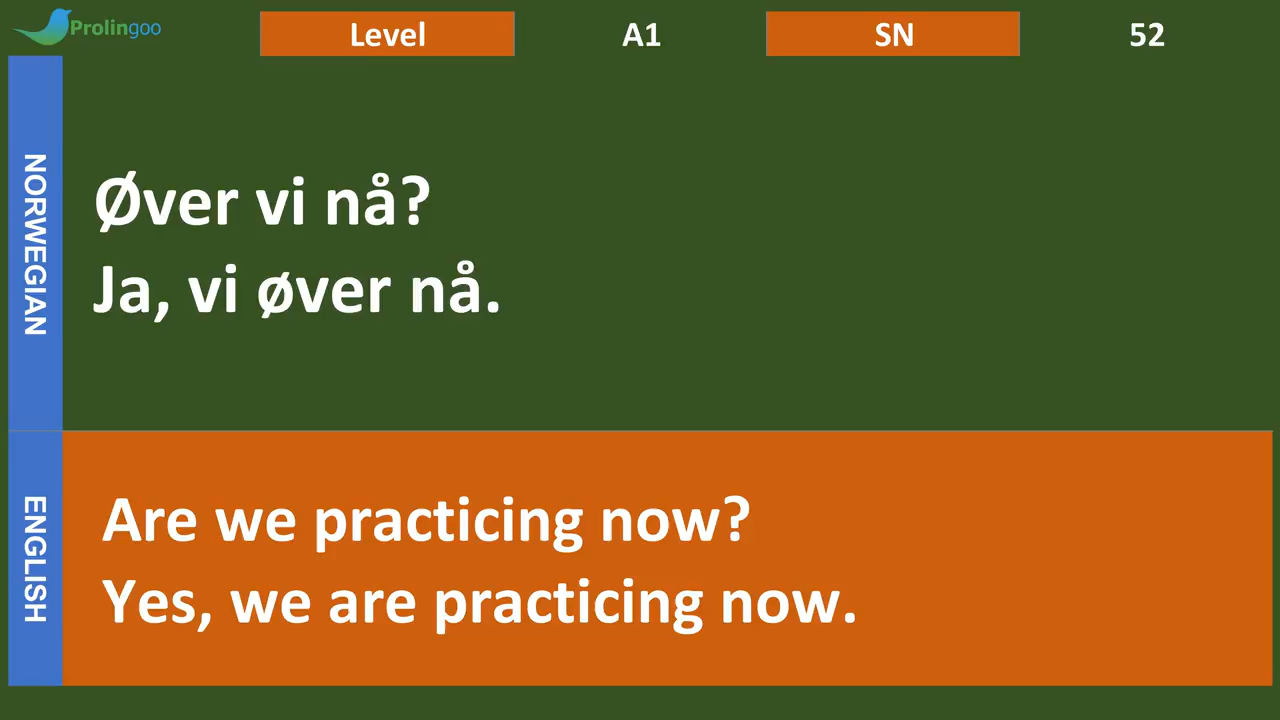 Prolingoo
Level A1 SN 52
NORWEGIAN
Øver vi nå?
Ja, vi øver nå.
ENGLISH
Are we practicing now?
Yes, we are practicing now.